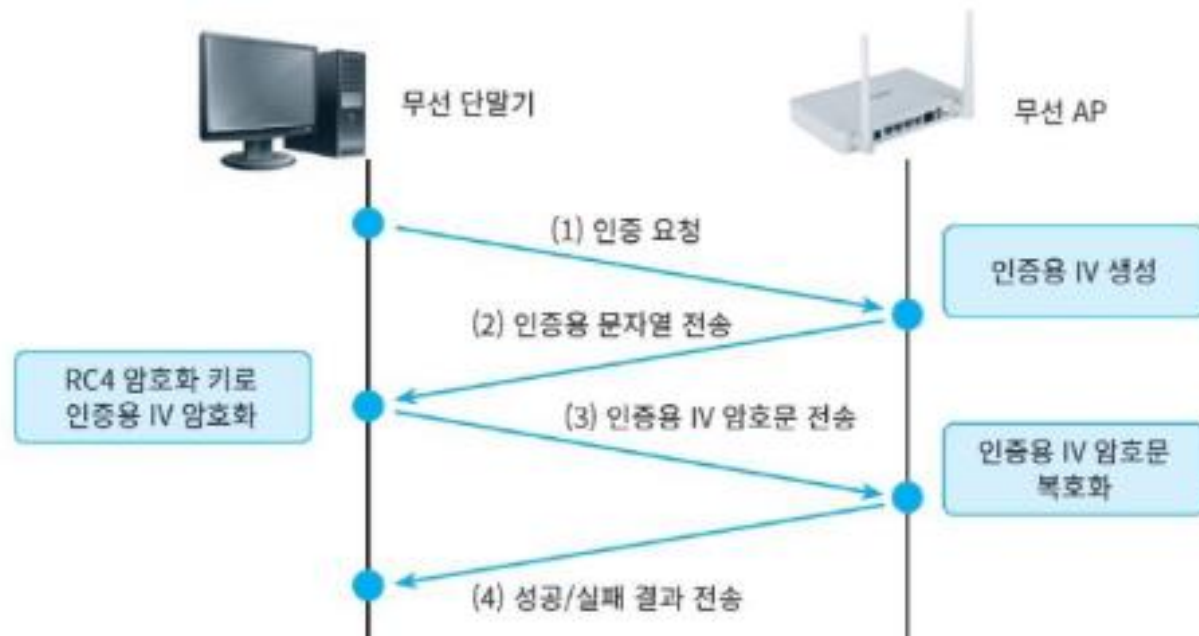 무선 단말기
무선 AP
(1) 인증 요청
인증용 IV 생성
(2) 인증용 문자열 전송
RC4 암호화 키로
인증용 IV 암호화
(3) 인증용 IV 암호문 전송
인증용 IV 암호문
복호화
(4) 성공/실패 결과 전송